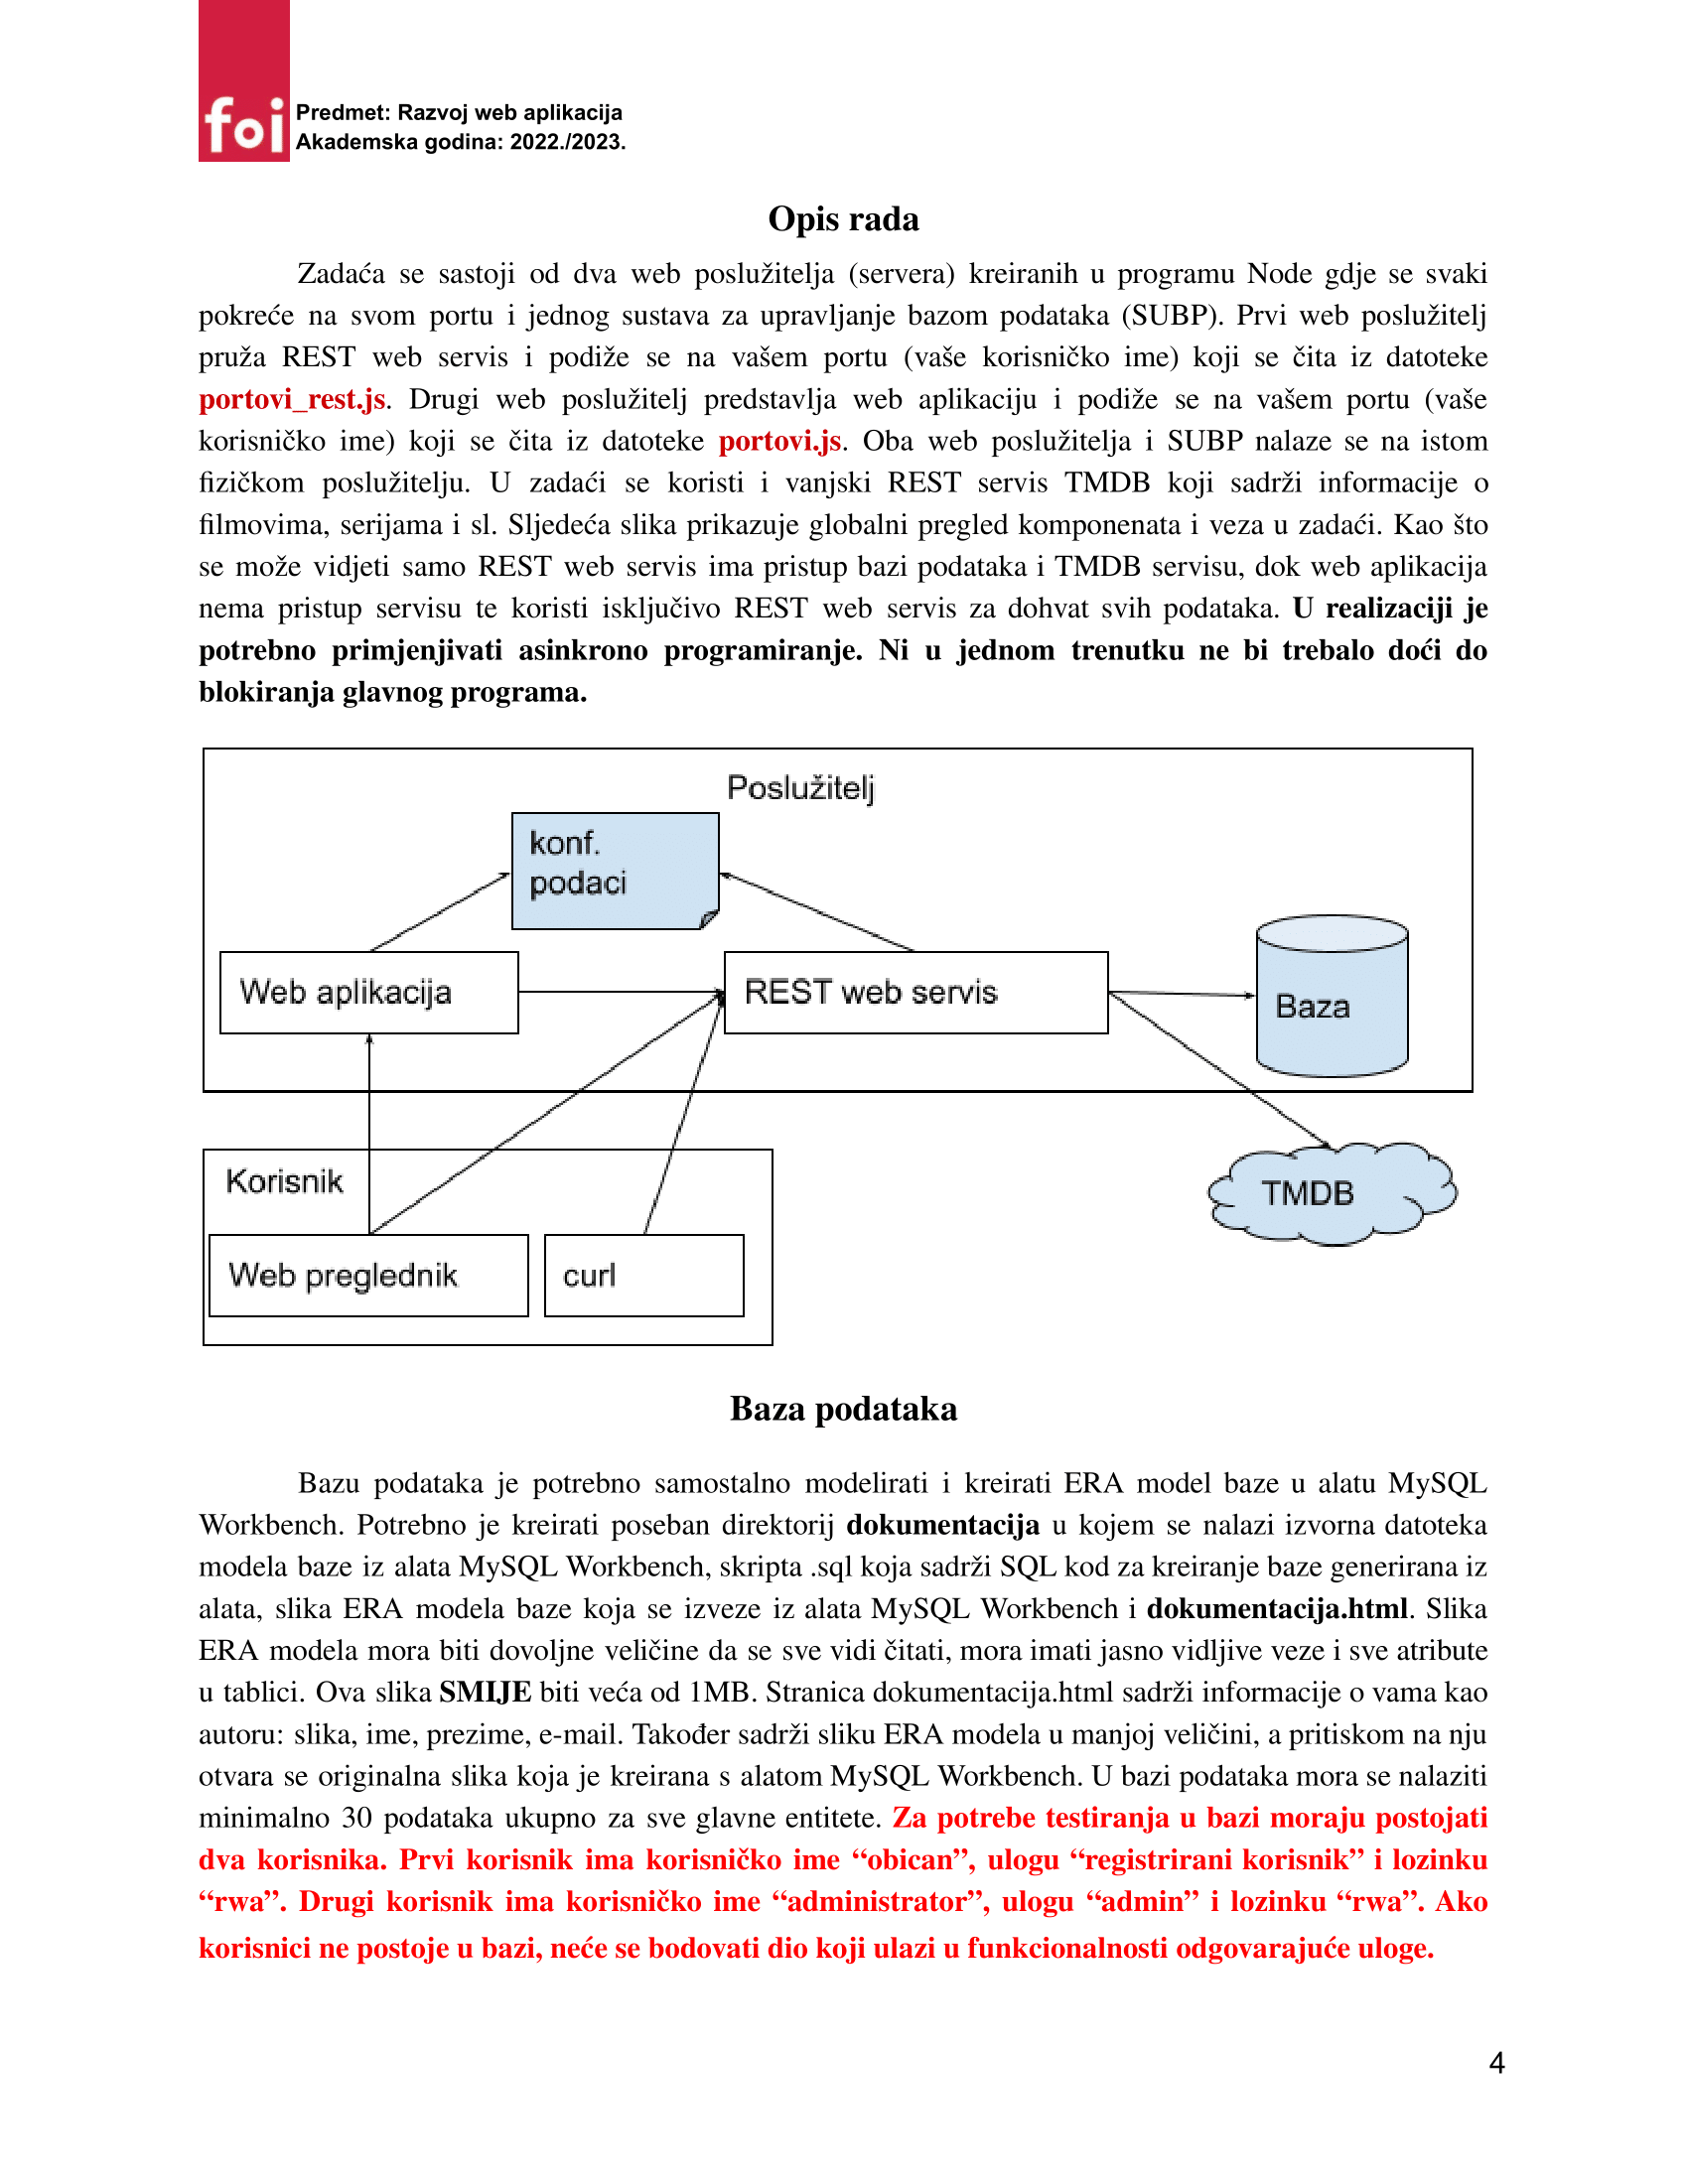 foi
Predmet: Razvoj web aplikacija
Akademska godina: 2022./2023.
Opis rada
Zadaća se sastoji od dva web poslužitelja (servera) kreiranih u programu Node gdje se svaki
pokreće na svom portu i jednog sustava za upravljanje bazom podataka (SUBP). Prvi web poslužitelj
pruža REST web servis i podiže se na vašem portu (vaše korisničko ime) koji se čita iz datoteke
portovi_rest.js. Drugi web poslužitelj predstavlja web aplikaciju i podiže se na vašem portu (vaše
korisničko ime) koji se čita iz datoteke portovi.js. Oba web poslužitelja i SUBP nalaze se na istom
fizičkom poslužitelju. U zadaći se koristi i vanjski REST servis TMDB koji sadrži informacije o
filmovima, serijama i sl. Sljedeća slika prikazuje globalni pregled komponenata i veza u zadaći. Kao što
se može vidjeti samo REST web servis ima pristup bazi podataka i TMDB servisu, dok web aplikacija
nema pristup servisu te koristi isključivo REST web servis za dohvat svih podataka. U realizaciji je
potrebno primjenjivati asinkrono programiranje. Ni u jednom trenutku ne bi trebalo doći do
blokiranja glavnog programa.
Poslužitelj
konf.
podaci
Web aplikacija
REST web servis
Baza
Korisnik
TMDB
Web preglednik
curl
Baza podataka
Bazu podataka je potrebno samostalno modelirati i kreirati ERA model baze u alatu MySQL
Workbench. Potrebno je kreirati poseban direktorij dokumentacija u kojem se nalazi izvorna datoteka
modela baze iz alata MySQL Workbench, skripta .sql koja sadrži SQL kod za kreiranje baze generirana iz
alata, slika ERA modela baze koja se izveze iz alata MySQL Workbench i dokumentacija.html. Slika
ERA modela mora biti dovoljne veličine da se sve vidi čitati, mora imati jasno vidljive veze i sve atribute
u tablici. Ova slika SMIJE biti veća od 1MB. Stranica dokumentacija.html sadrži informacije o vama kao
autoru: slika, ime, prezime, e-mail. Također sadrži sliku ERA modela u manjoj veličini, a pritiskom na nju
otvara se originalna slika koja je kreirana s alatom MySQL Workbench. U bazi podataka mora se nalaziti
minimalno 30 podataka ukupno za sve glavne entitete. Za potrebe testiranja u bazi moraju postojati
dva korisnika. Prvi korisnik ima korisničko ime “obican”, ulogu “registrirani korisnik” i lozinku
“rwa”. Drugi korisnik ima korisničko ime “administrator”, ulogu “admin” i lozinku “rwa”. Ako
korisnici ne postoje u bazi, neće se bodovati dio koji ulazi u funkcionalnosti odgovarajuće uloge.
4